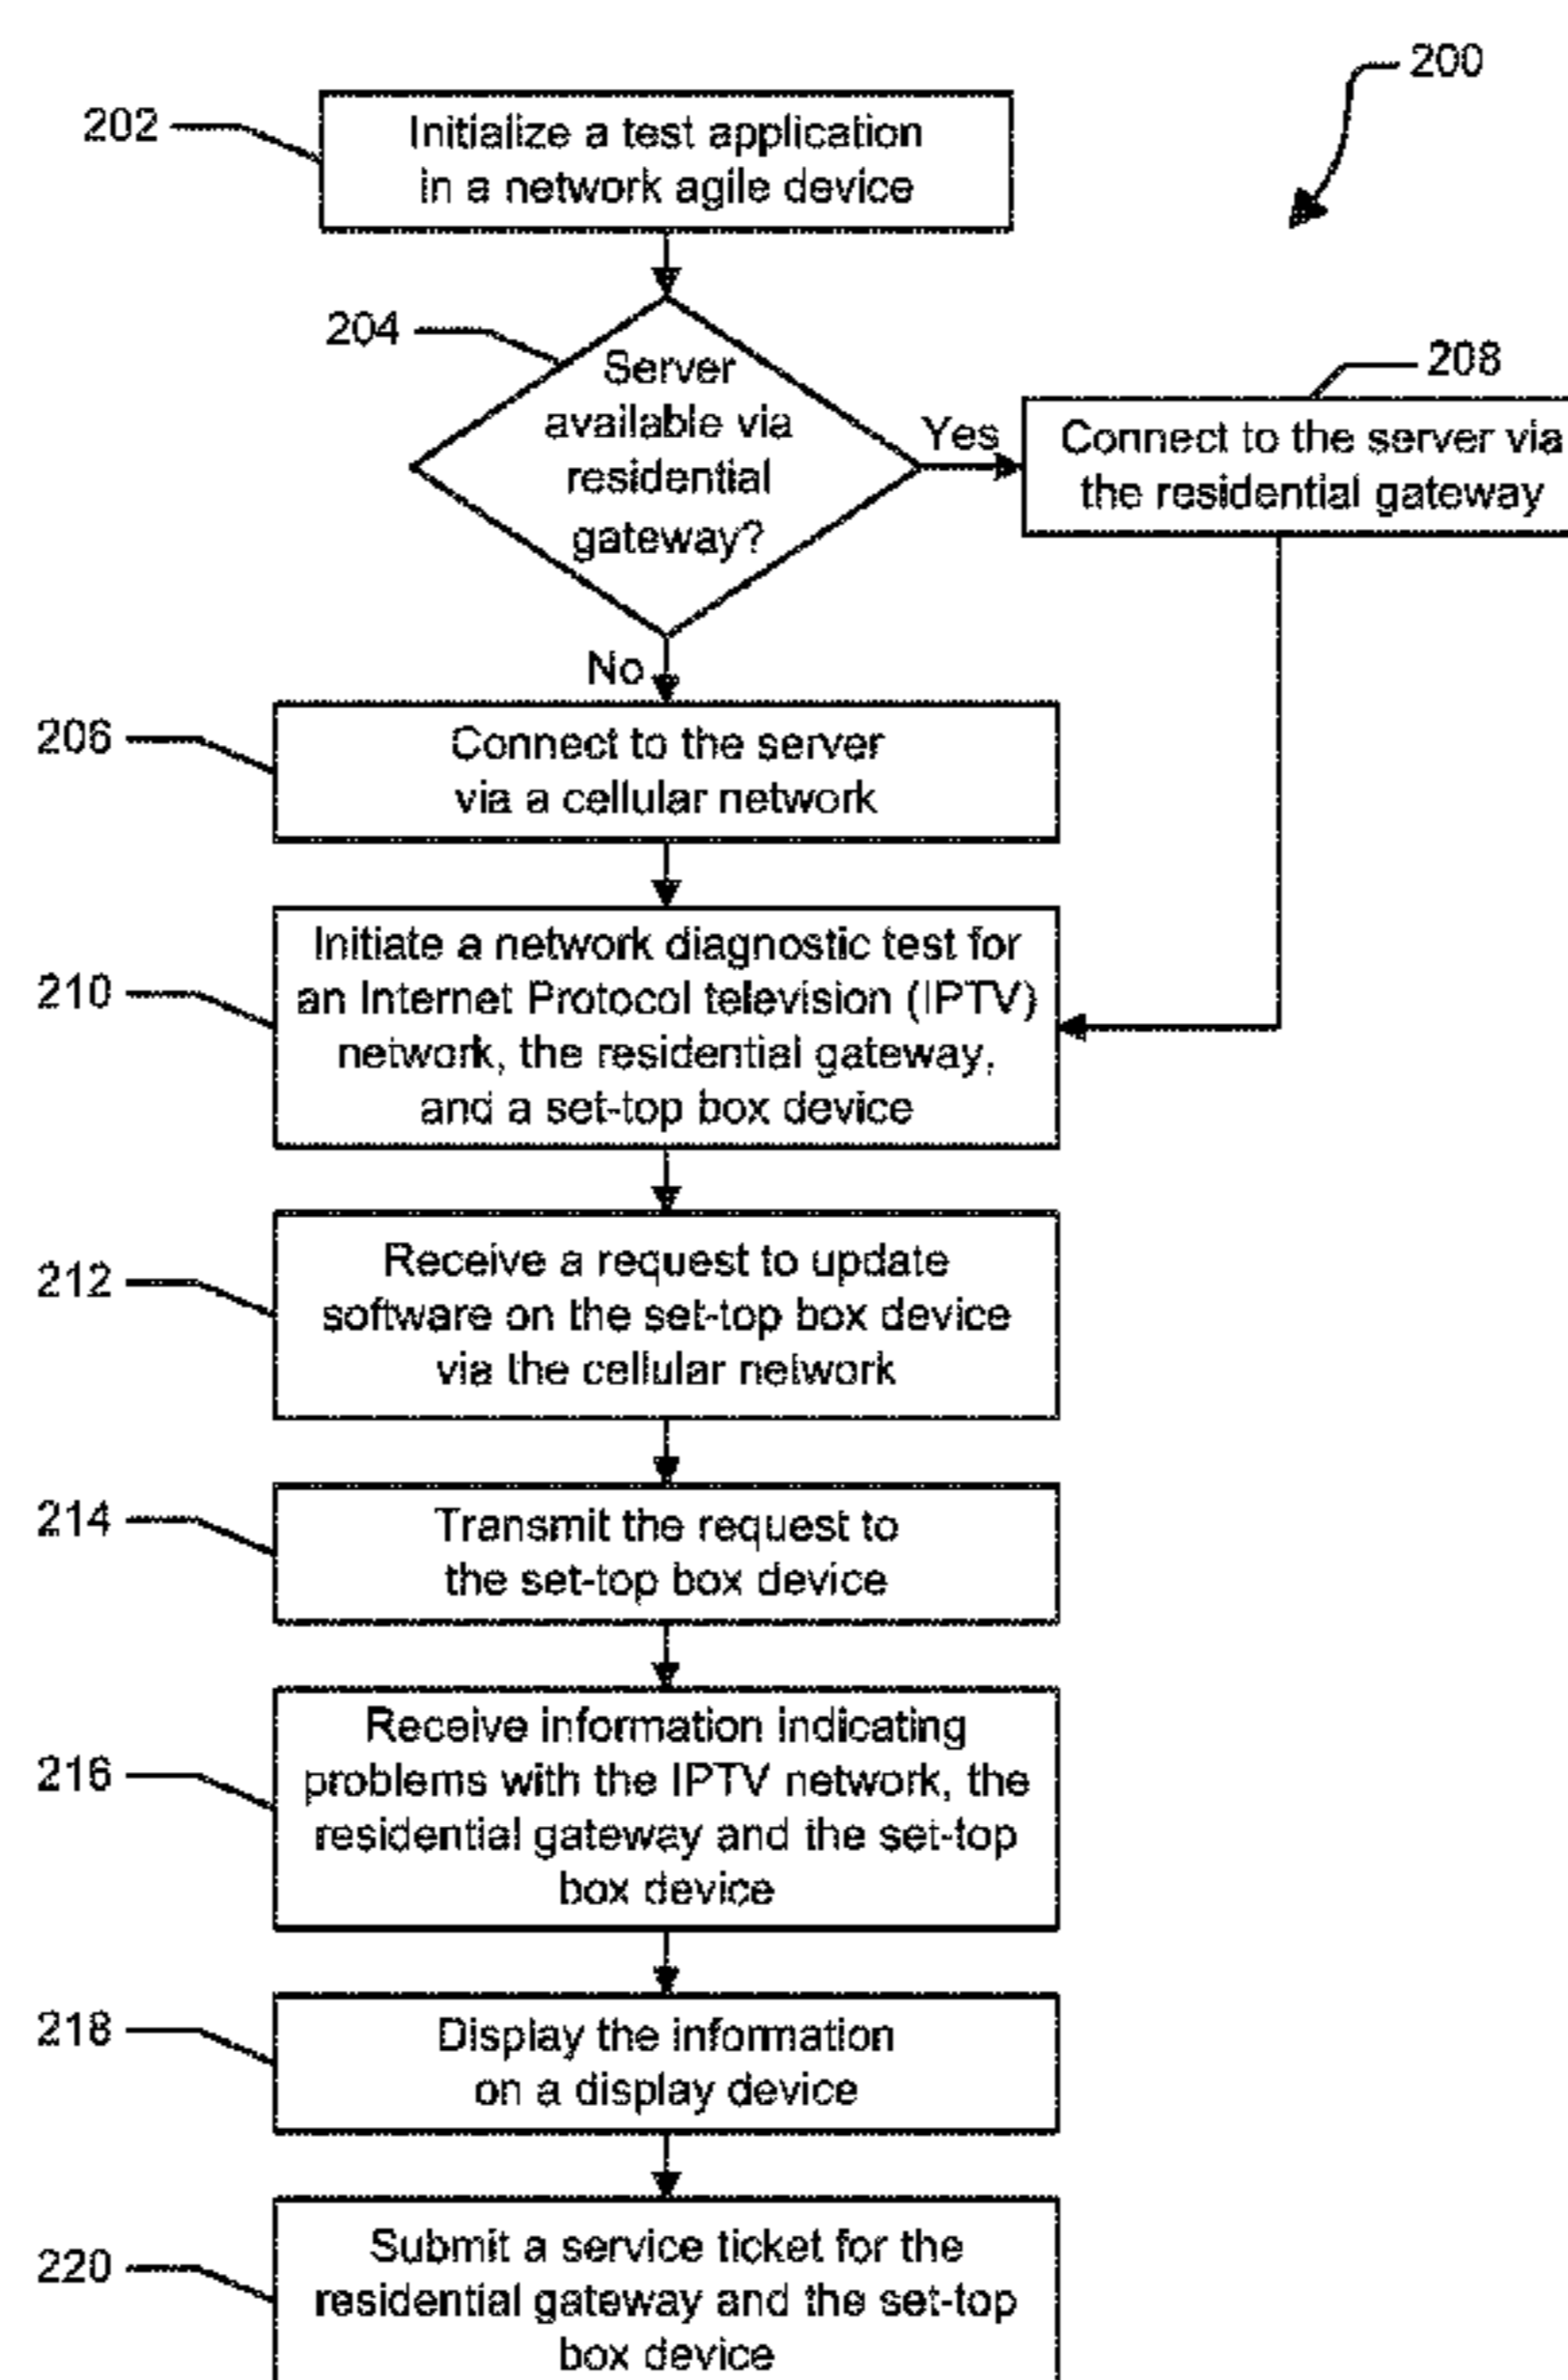 200
202
Initialize a test application
in a network agile device
204
Server
available via
residential
gateway?
Yes
208
Connect to the server via
the residential gateway
No
206
Connect to the server
via a cellular network
210
Initiate a network diagnostic test for
an Internet Protocol television (IPTV)
network, the residential gateway,
and a set-top box device
212
Receive a request to update
software on the set-top box device
via the cellular network
214
Transmit the request to
the set-top box device
216
Receive information indicating
problems with the IPTV network, the
residential gateway and the set-top
box device
218
Display the information
on a display device
220
Submit a service ticket for the
residential gateway and the set-top
box device